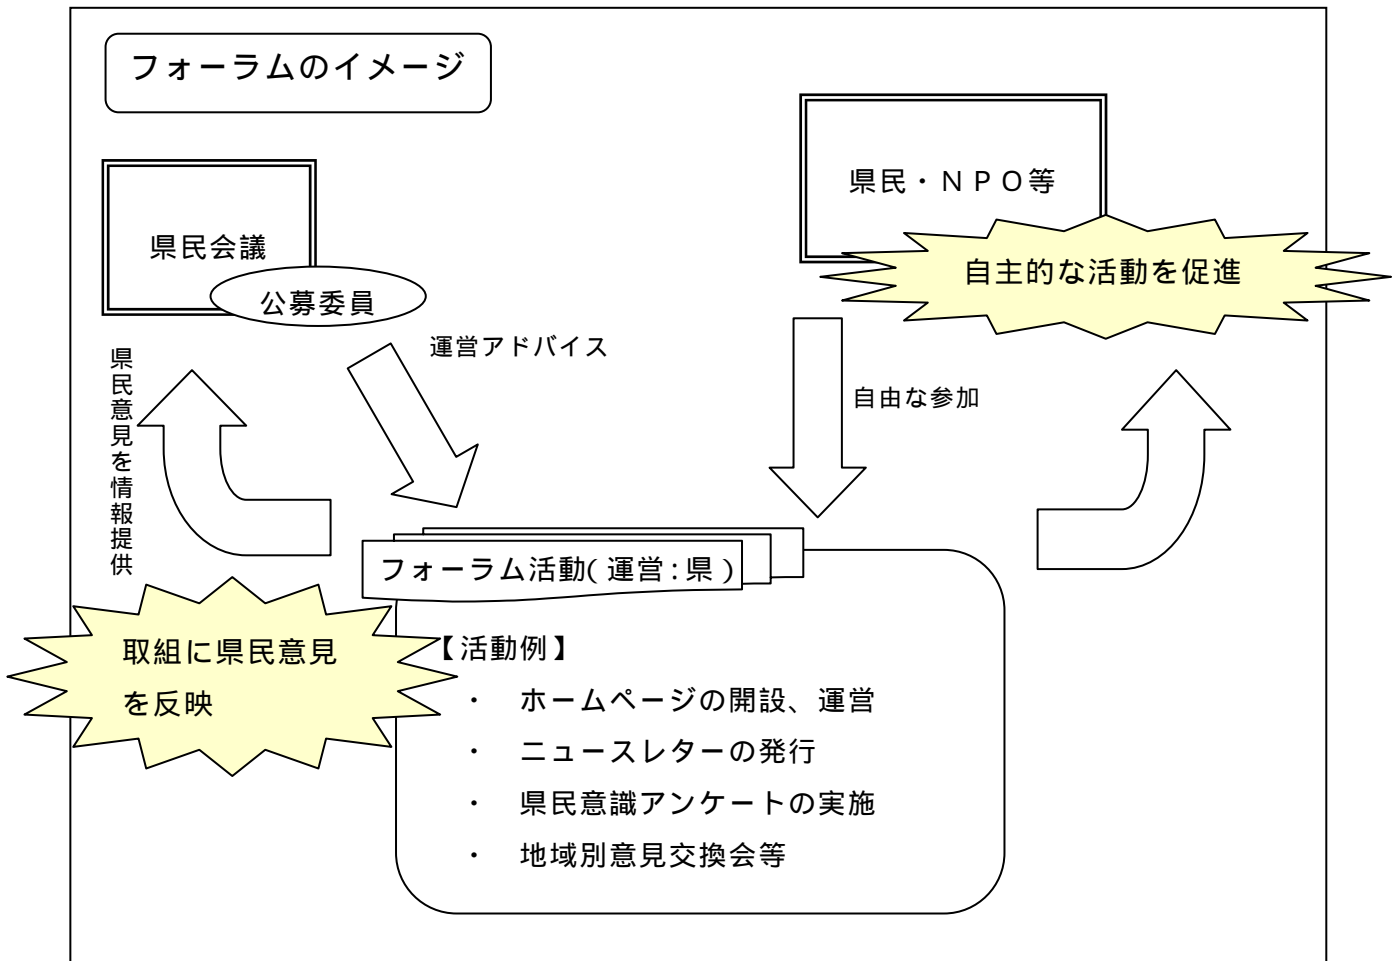 フォーラムのイメージ
県民・ＮＰＯ等
県民会議
自主的な活動を促進
公募委員
運営アドバイス
県民意見を情報提供
自由な参加
フォーラム活動(運営:県)
取組に県民意見
を反映
【活動例】
・　ホームページの開設、運営
・　ニュースレターの発行
・　県民意識アンケートの実施
・　地域別意見交換会等